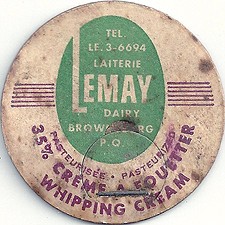 TEL.
LE. 3-6694
LAITERIE
LEMAY
DAIRY
BROWNSBURG
P.Q.
PASTEURISÉE • PASTEURIZED
35% CRÈME À FOUETTER
WHIPPING CREAM